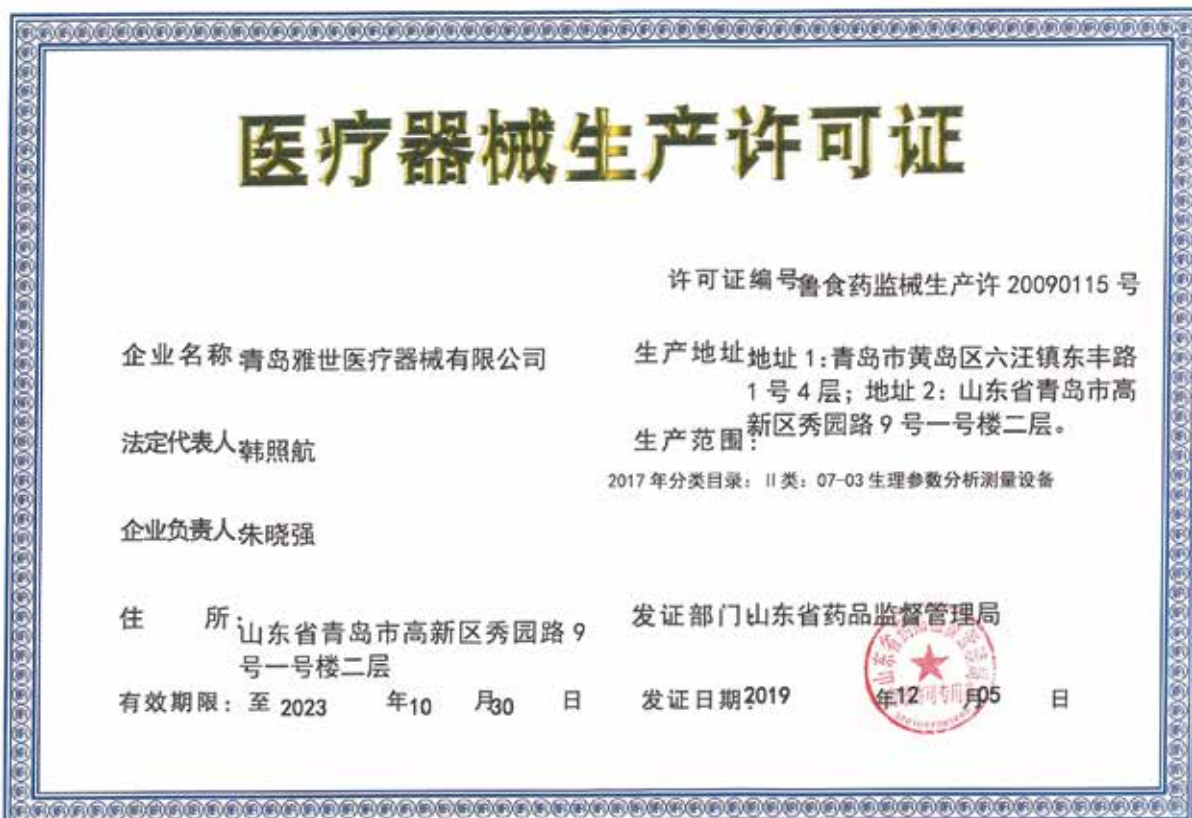 医疗器械生产许可证
许可证编号鲁食药监械生产许 20090115 号
企业名称:青岛雅世医疗器械有限公司
生产地址地址 1:青岛市黄岛区六汪镇东丰路
1 号 4 层; 地址 2: 山东省青岛市高
新区秀园路 9 号一号楼二层。
法定代表人:韩照航
生产范围:
2017 年分类目录: II 类: 07-03 生理参数分析测量设备
企业负责人:朱晓强
住 所:山东省青岛市高新区秀园路 9
号一号楼二层
发证部门:山东省药品监督管理局
有效期限: 至 2023 年 10 月 30 日
发证日期:2019 年 12 月 05 日